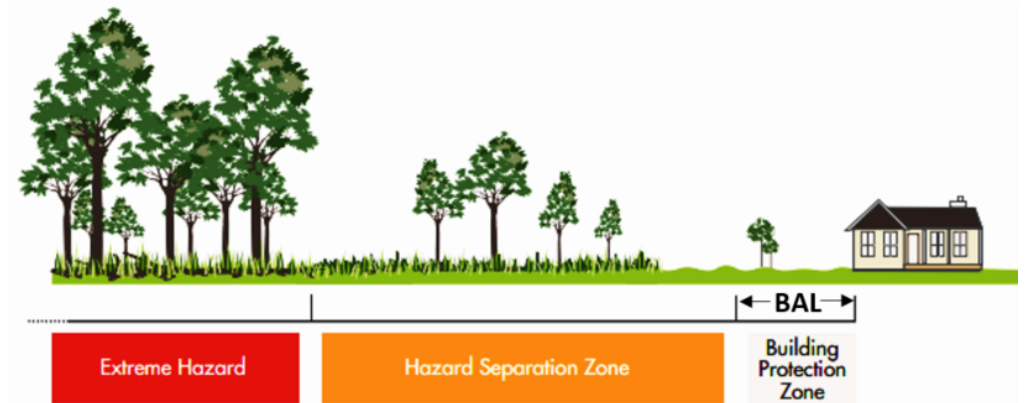 BAL
Extreme Hazard
Hazard Separation Zone
Building
Protection
Zone